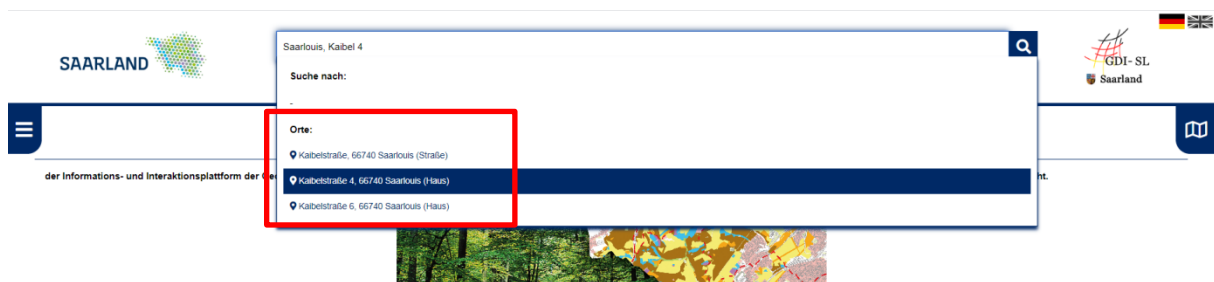 SAARLAND
Saarlouis, Kaibel 4
GDI-SL
Saarland
Suche nach:
-
Orte:
Kaibelstraße, 66740 Saarlouis (Straße)
Kaibelstraße 4, 66740 Saarlouis (Haus)
Kaibelstraße 6, 66740 Saarlouis (Haus)
der Informations- und Interaktionsplattform der
ht.